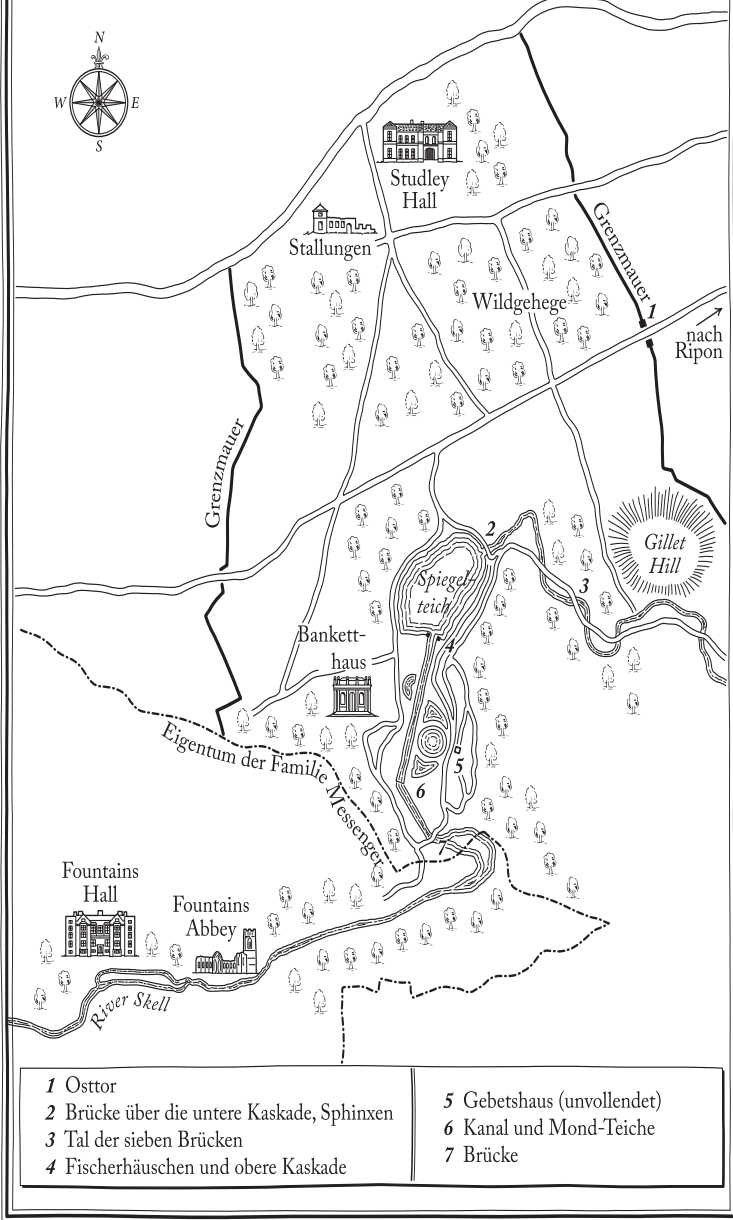 N
W E
S
Studley
Hall
Stallungen
Grenzmauer
Wildgehege
1
nach
Ripon
Grenzmauer
2
Gillet
Hill
Spiegel-
teich
3
Bankett-
haus
4
Eigentum der Familie Messenger
5
6
7
Fountains
Hall
Fountains
Abbey
River Skell
1 Osttor
2 Brücke über die untere Kaskade, Sphinxen
3 Tal der sieben Brücken
4 Fischerhäuschen und obere Kaskade
5 Gebetshaus (unvollendet)
6 Kanal und Mond-Teiche
7 Brücke